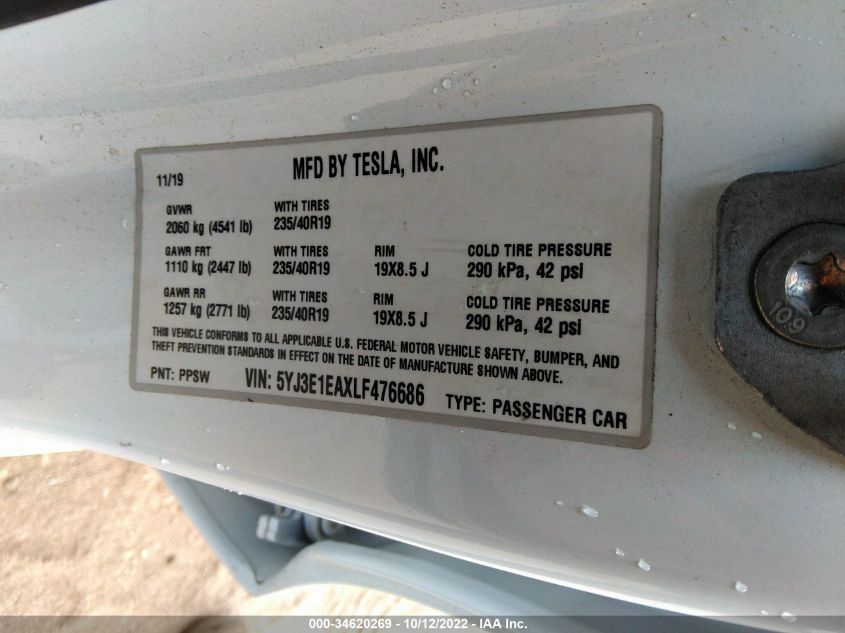 MFD BY TESLA, INC.
11/19
GVWR WITH TIRES
2060 kg (4541 lb) 235/40R19
GAWR FRT WITH TIRES RIM COLD TIRE PRESSURE
1110 kg (2447 lb) 235/40R19 19X8.5 J 290 kPa, 42 psi
GAWR RR WITH TIRES RIM COLD TIRE PRESSURE
1257 kg (2771 lb) 235/40R19 19X8.5 J 290 kPa, 42 psi
THIS VEHICLE CONFORMS TO ALL APPLICABLE U.S. FEDERAL MOTOR VEHICLE SAFETY, BUMPER, AND
THEFT PREVENTION STANDARDS IN EFFECT ON THE DATE OF MANUFACTURE SHOWN ABOVE.
PNT: PPSW VIN: 5YJ3E1EAXLF476686 TYPE: PASSENGER CAR
109
000-34620269 - 10/12/2022 - IAA Inc.